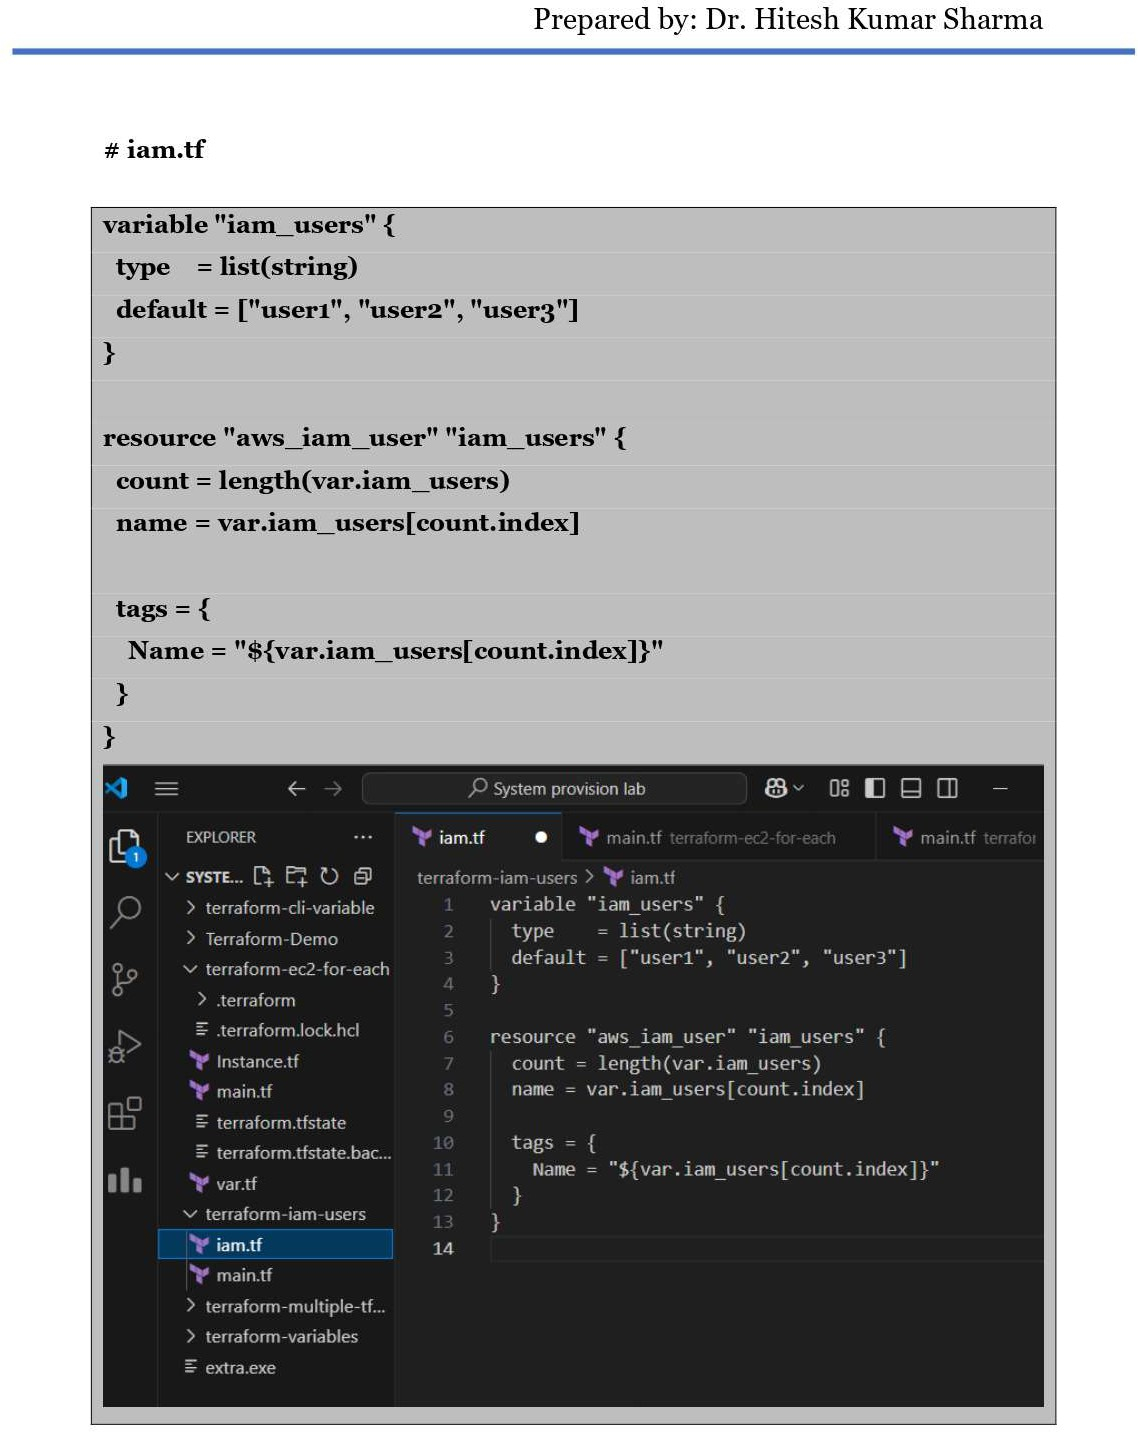 Prepared by: Dr. Hitesh Kumar Sharma
# iam.tf
variable "iam_users" {
  type    = list(string)
  default = ["user1", "user2", "user3"]
}
resource "aws_iam_user" "iam_users" {
  count = length(var.iam_users)
  name = var.iam_users[count.index]
  tags = {
    Name = "${var.iam_users[count.index]}"
  }
}
System provision lab
EXPLORER ...
1
SYSTE...
terraform-cli-variable
Terraform-Demo
terraform-ec2-for-each
.terraform
.terraform.lock.hcl
Instance.tf
main.tf
terraform.tfstate
terraform.tfstate.bac...
var.tf
terraform-iam-users
iam.tf
main.tf
terraform-multiple-tf...
terraform-variables
extra.exe
iam.tf
main.tf terraform-ec2-for-each
main.tf terrafor
terraform-iam-users > iam.tf
1 variable "iam_users" {
2   type    = list(string)
3   default = ["user1", "user2", "user3"]
4 }
5
6 resource "aws_iam_user" "iam_users" {
7   count = length(var.iam_users)
8   name = var.iam_users[count.index]
9
10   tags = {
11     Name = "${var.iam_users[count.index]}"
12   }
13 }
14